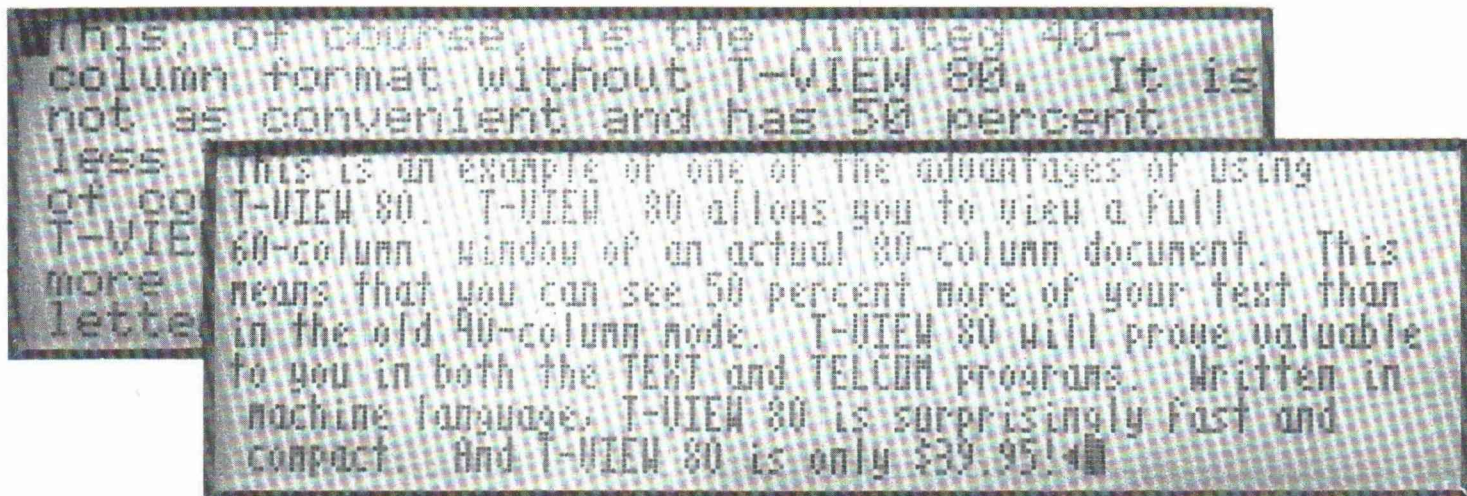 This, of course, is the limited 40-
column format without T-VIEW 80.  It is
not as convenient and has 50 percent
less
of co
T-VIE
more
lette
This is an example of one of the advantages of using
T-VIEW 80.  T-VIEW  80 allows you to view a full
60-column  window of an actual 80-column document.  This
means that you can see 50 percent more of your text than
in the old 40-column mode.  T-VIEW 80 will prove valuable
to you in both the TEXT and TELCOM programs.  Written in
machine language, T-VIEW 80 is surprisingly fast and
compact.  And T-VIEW 80 is only $39.95!